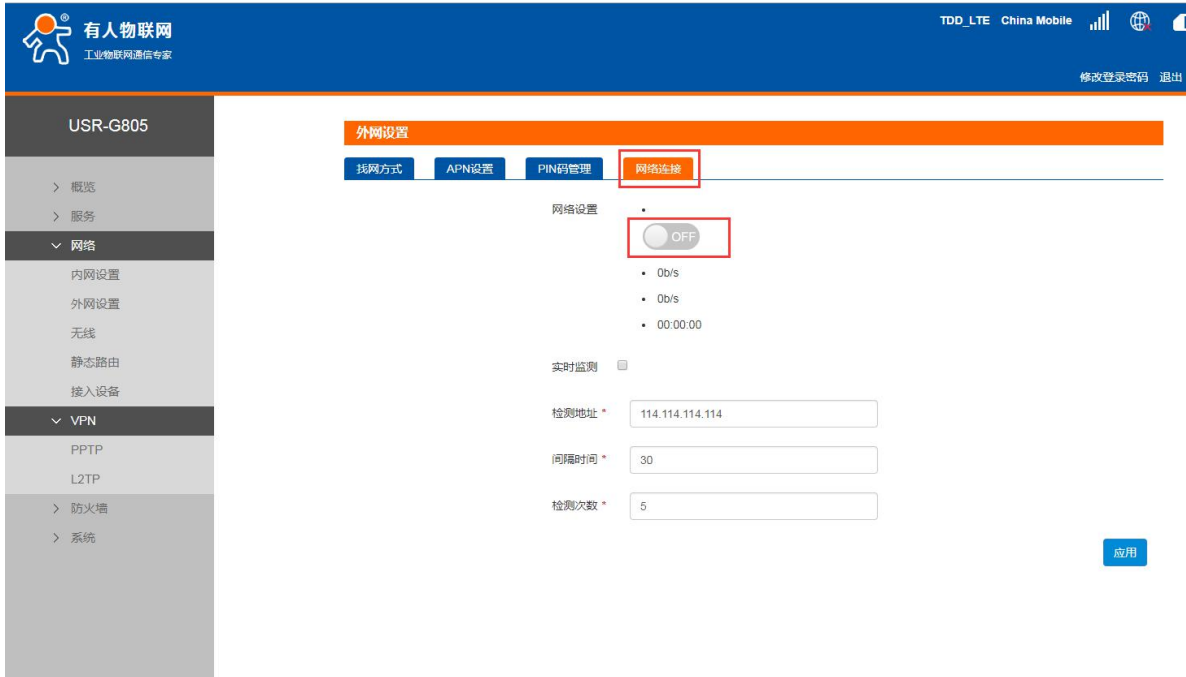 有人物联网
®
工业物联网通信专家
TDD_LTE China Mobile
修改登录密码 退出
USR-G805
概览
服务
网络
内网设置
外网设置
无线
静态路由
接入设备
VPN
PPTP
L2TP
防火墙
系统
外网设置
找网方式 APN设置 PIN码管理 网络连接
网络设置
OFF
0b/s
0b/s
00:00:00
实时监测
检测地址 * 114.114.114.114
间隔时间 * 30
检测次数 * 5
应用